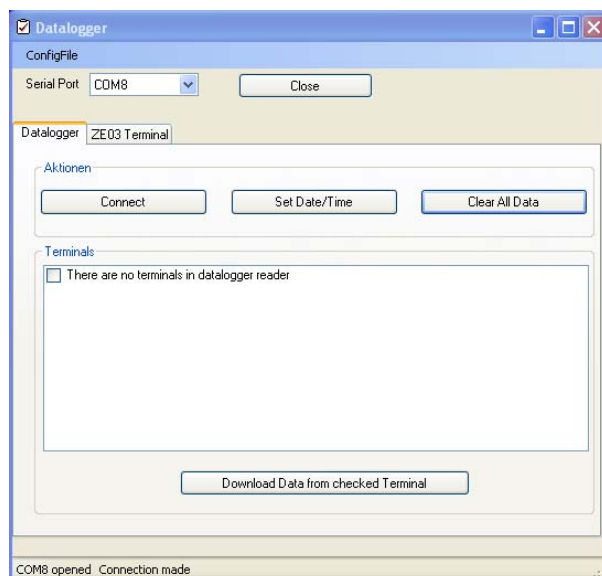 Datalogger
ConfigFile
Serial Port COM8 Close
Datalogger ZE03 Terminal
Aktionen
Connect Set Date/Time Clear All Data
Terminals
There are no terminals in datalogger reader
Download Data from checked Terminal
COM8 opened Connection made